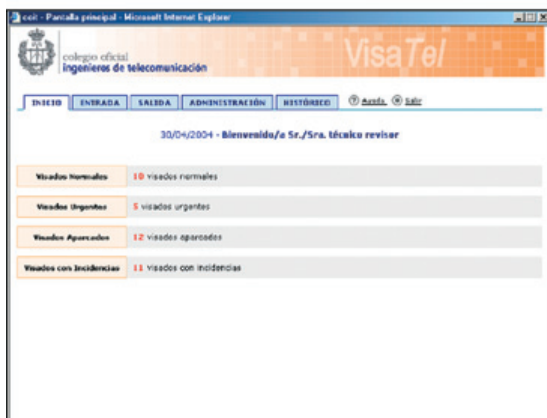 coit - Pantalla principal - Microsoft Internet Explorer
colegio oficial
ingenieros de telecomunicación
VisaTel
INICIO ENTRADA SALIDA ADMINISTRACIÓN HISTÓRICO Ayuda Salir
30/04/2004 - Bienvenido/a Sr./Sra. técnico revisor
Visados Normales 10 visados normales
Visados Urgentes 5 visados urgentes
Visados Aparcados 12 visados aparcados
Visados con Incidencias 11 visados con incidencias